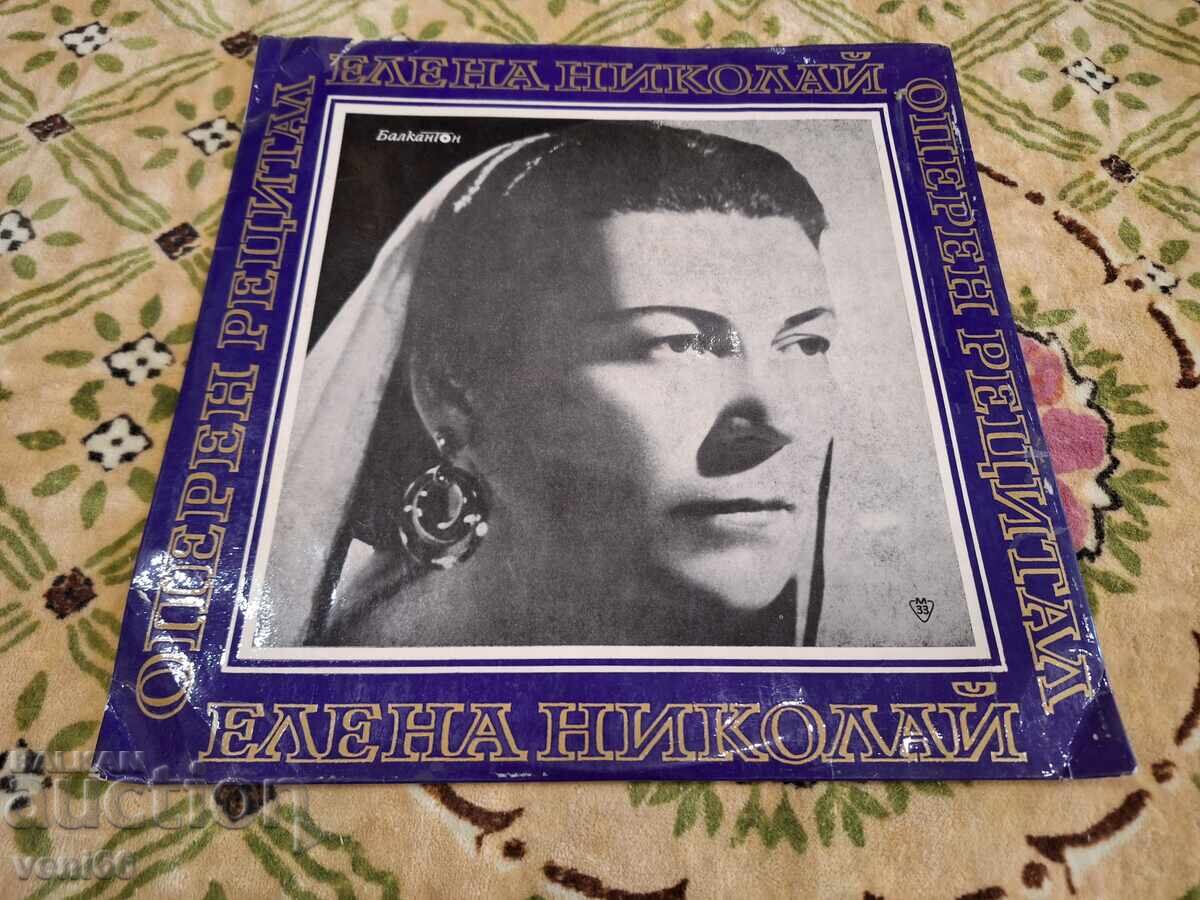 ЕЛЕНА НИКОЛАЙ
ОПЕРЕН РЕЦИТАЛ
ОПЕРЕН РЕЦИТАЛ
Балкантон
М
33
ЕЛЕНА НИКОЛАЙ
BALKAN
auction
veni66